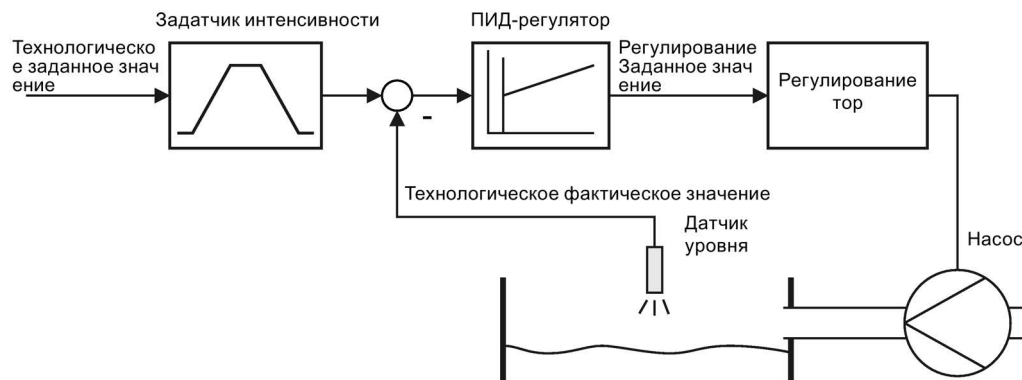 Задатчик интенсивности
ПИД-регулятор
Технологическо
е заданное знач
ение
Регулирование
Заданное знач
ение
Регулирование
тор
-
Технологическое фактическое значение
Датчик
уровня
Насос